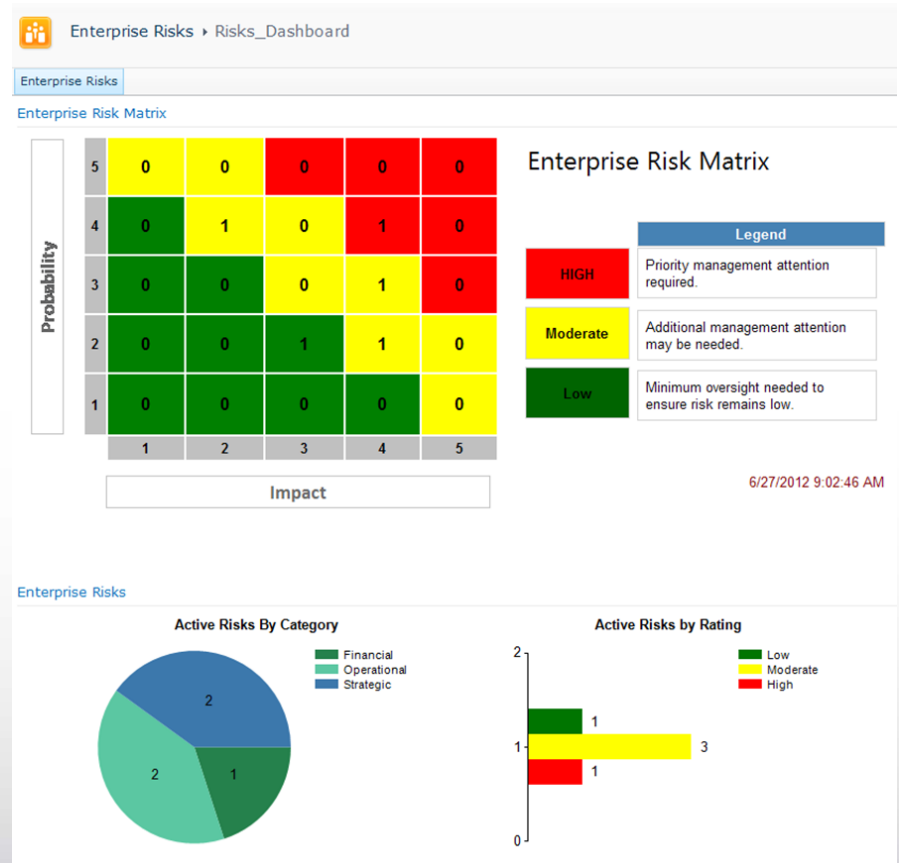 Enterprise Risks ▸ Risks_Dashboard
Enterprise Risks
Enterprise Risk Matrix
Probability
5 0 0 0 0 0
4 0 1 0 1 0
3 0 0 0 1 0
2 0 0 1 1 0
1 0 0 0 0 0
1 2 3 4 5
Impact
Enterprise Risk Matrix
Legend
HIGH
Priority management attention
required.
Moderate
Additional management attention
may be needed.
Low
Minimum oversight needed to
ensure risk remains low.
6/27/2012 9:02:46 AM
Enterprise Risks
Active Risks By Category
Financial
Operational
Strategic
2
2
1
Active Risks by Rating
Low
Moderate
High
2
1
0
1
3
1